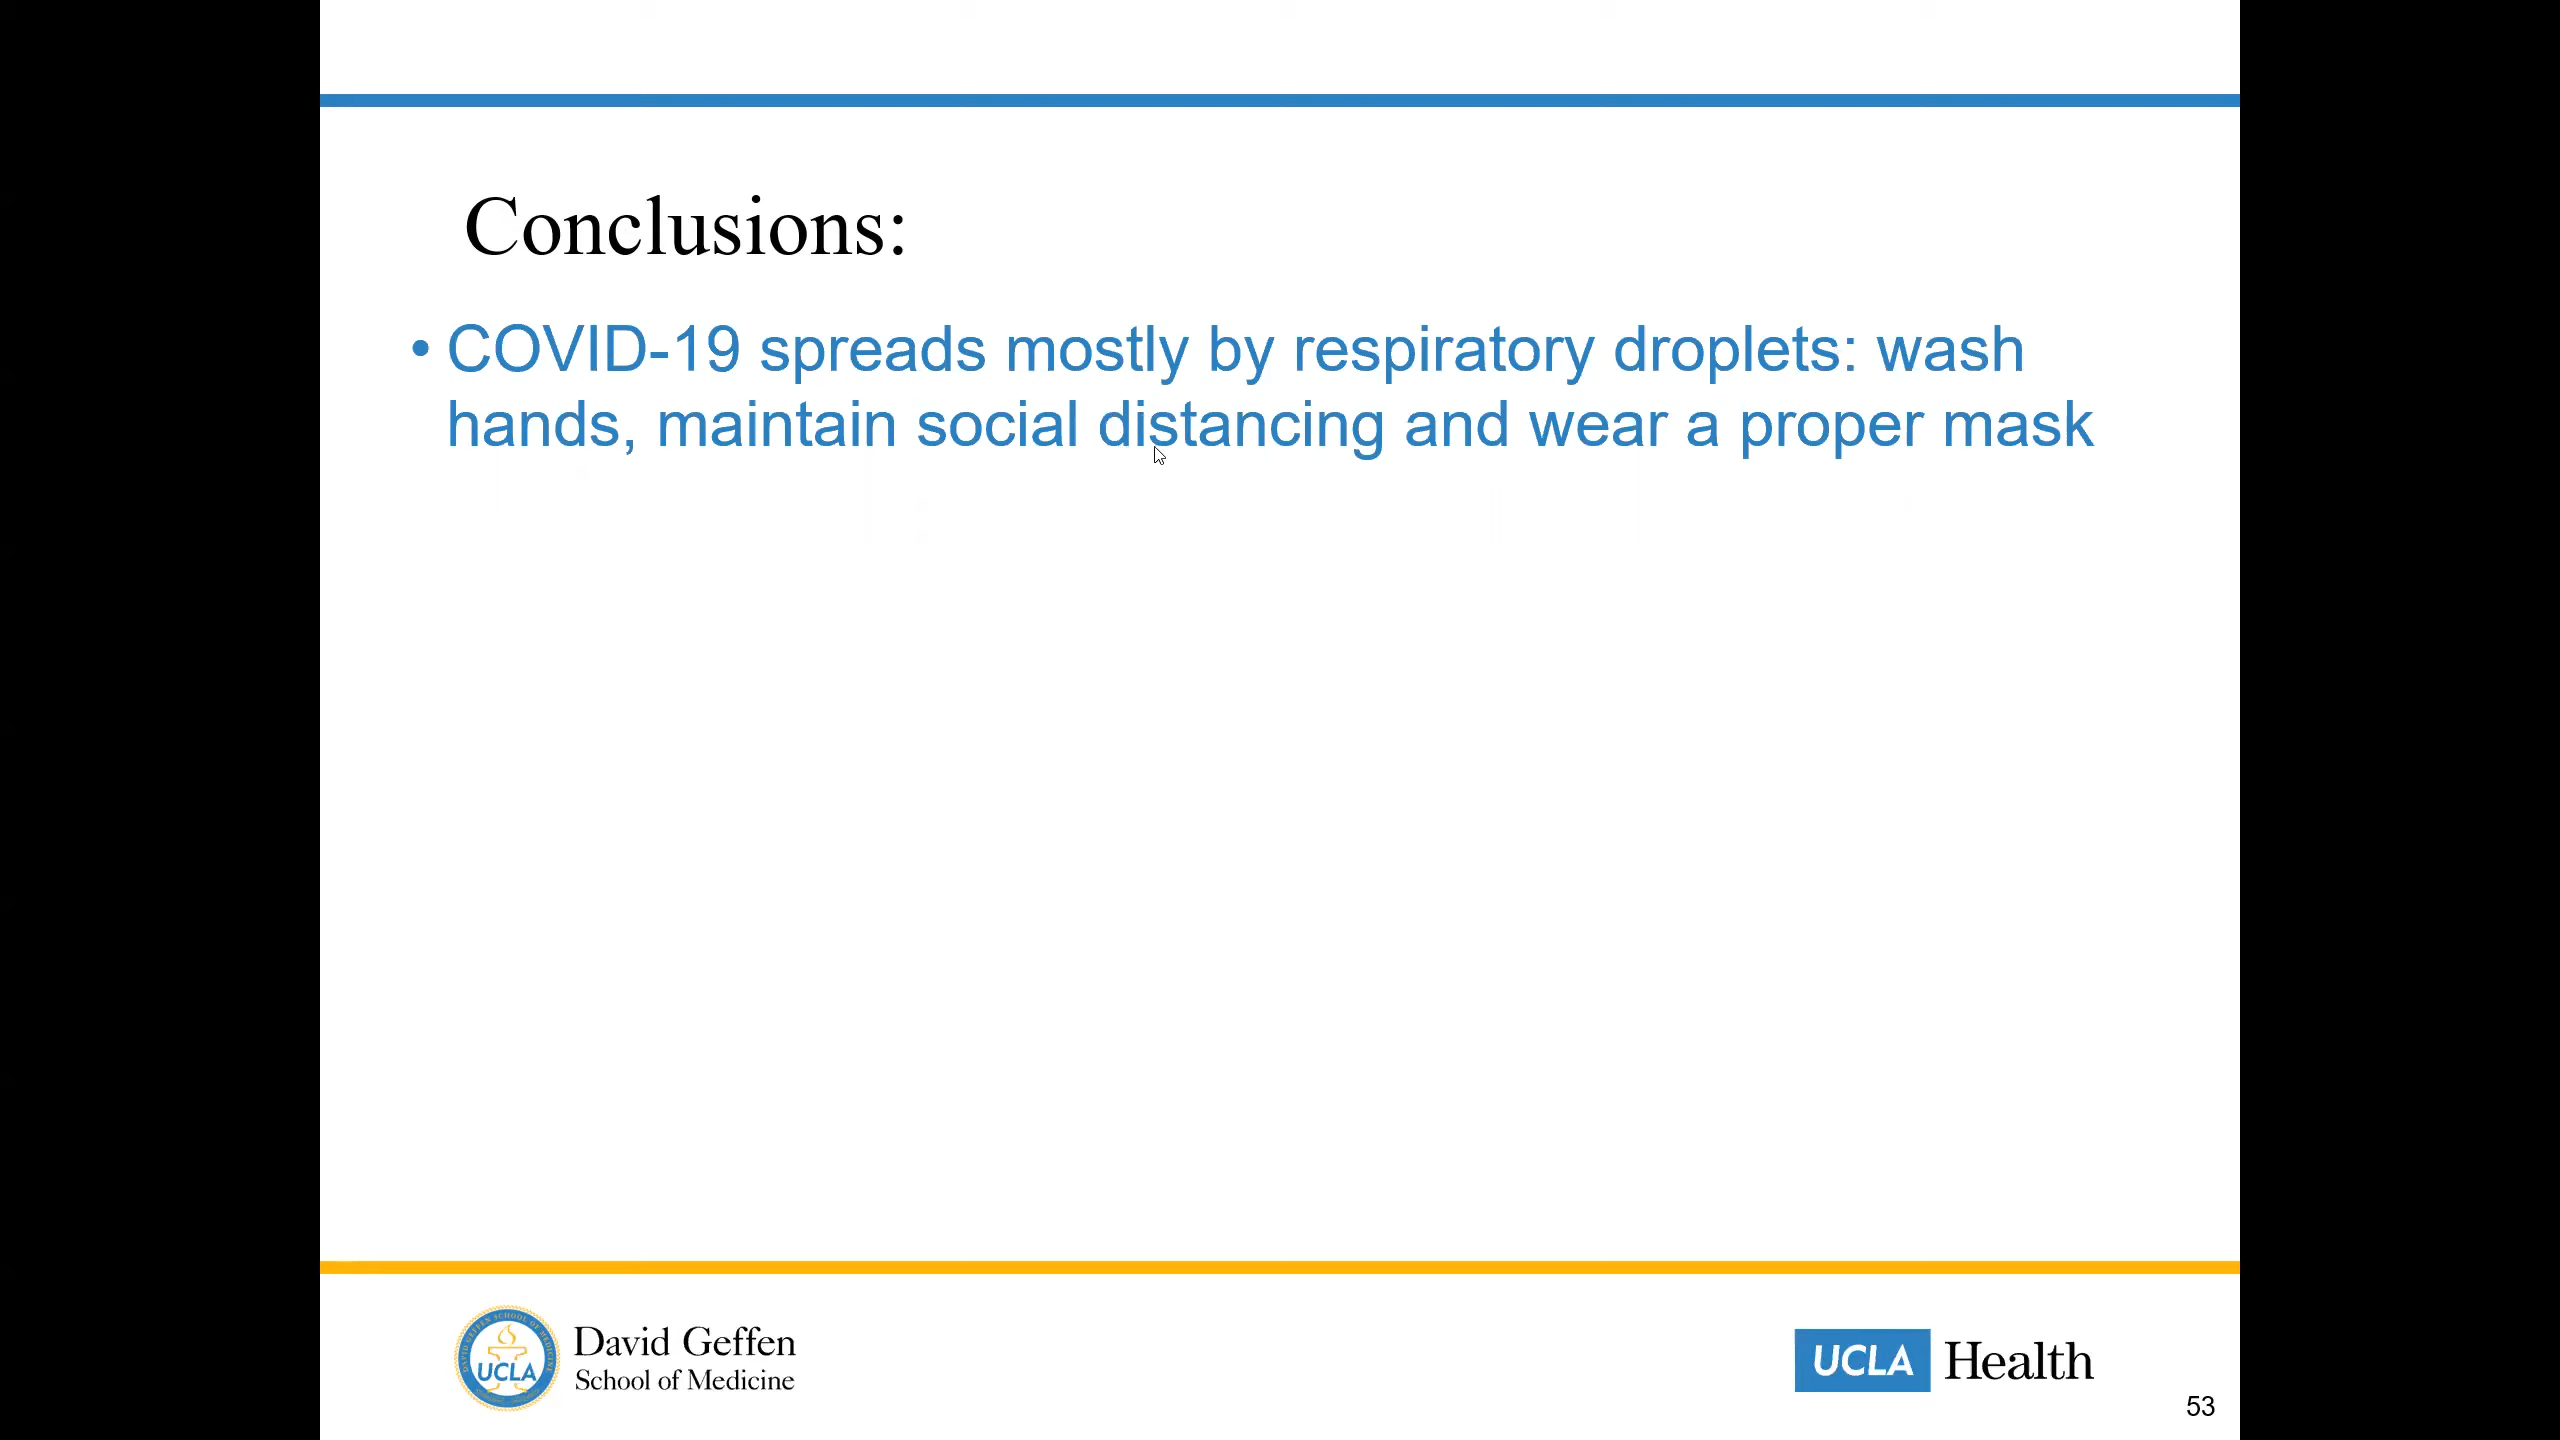 Conclusions:
• COVID-19 spreads mostly by respiratory droplets: wash
hands, maintain social distancing and wear a proper mask
UCLA
David Geffen
School of Medicine
UCLA Health
53